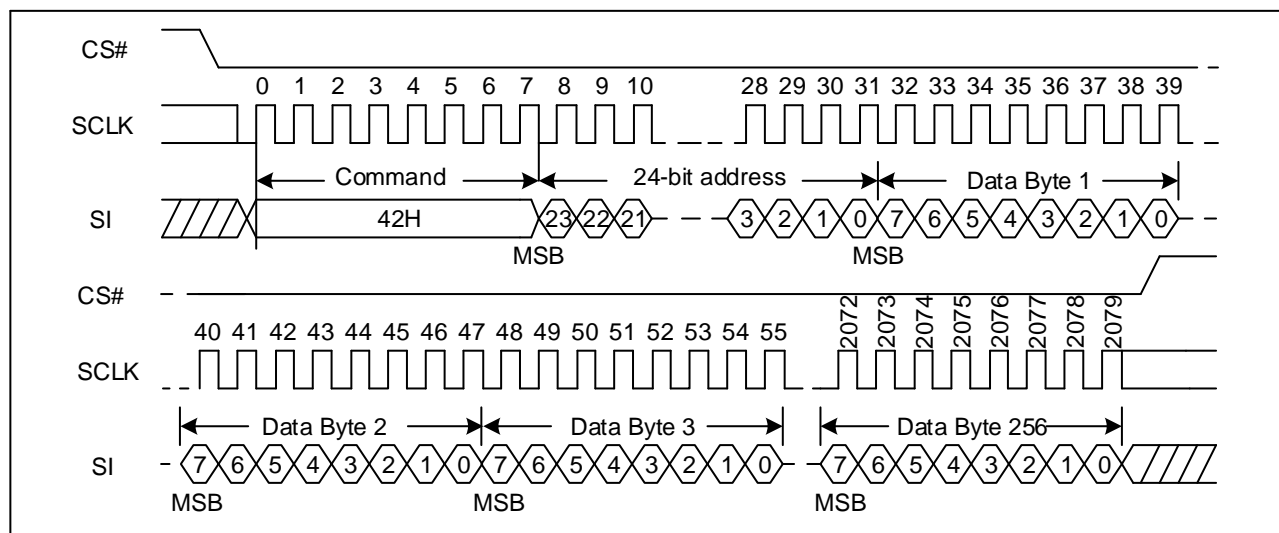 CS#
0 1 2 3 4 5 6 7 8 9 10 28 29 30 31 32 33 34 35 36 37 38 39
SCLK
Command 24-bit address Data Byte 1
SI 42H 23 22 21 3 2 1 0 7 6 5 4 3 2 1 0
MSB MSB
CS#
40 41 42 43 44 45 46 47 48 49 50 51 52 53 54 55 2072 2073 2074 2075 2076 2077 2078 2079
SCLK
Data Byte 2 Data Byte 3 Data Byte 256
SI 7 6 5 4 3 2 1 0 7 6 5 4 3 2 1 0 7 6 5 4 3 2 1 0
MSB MSB MSB